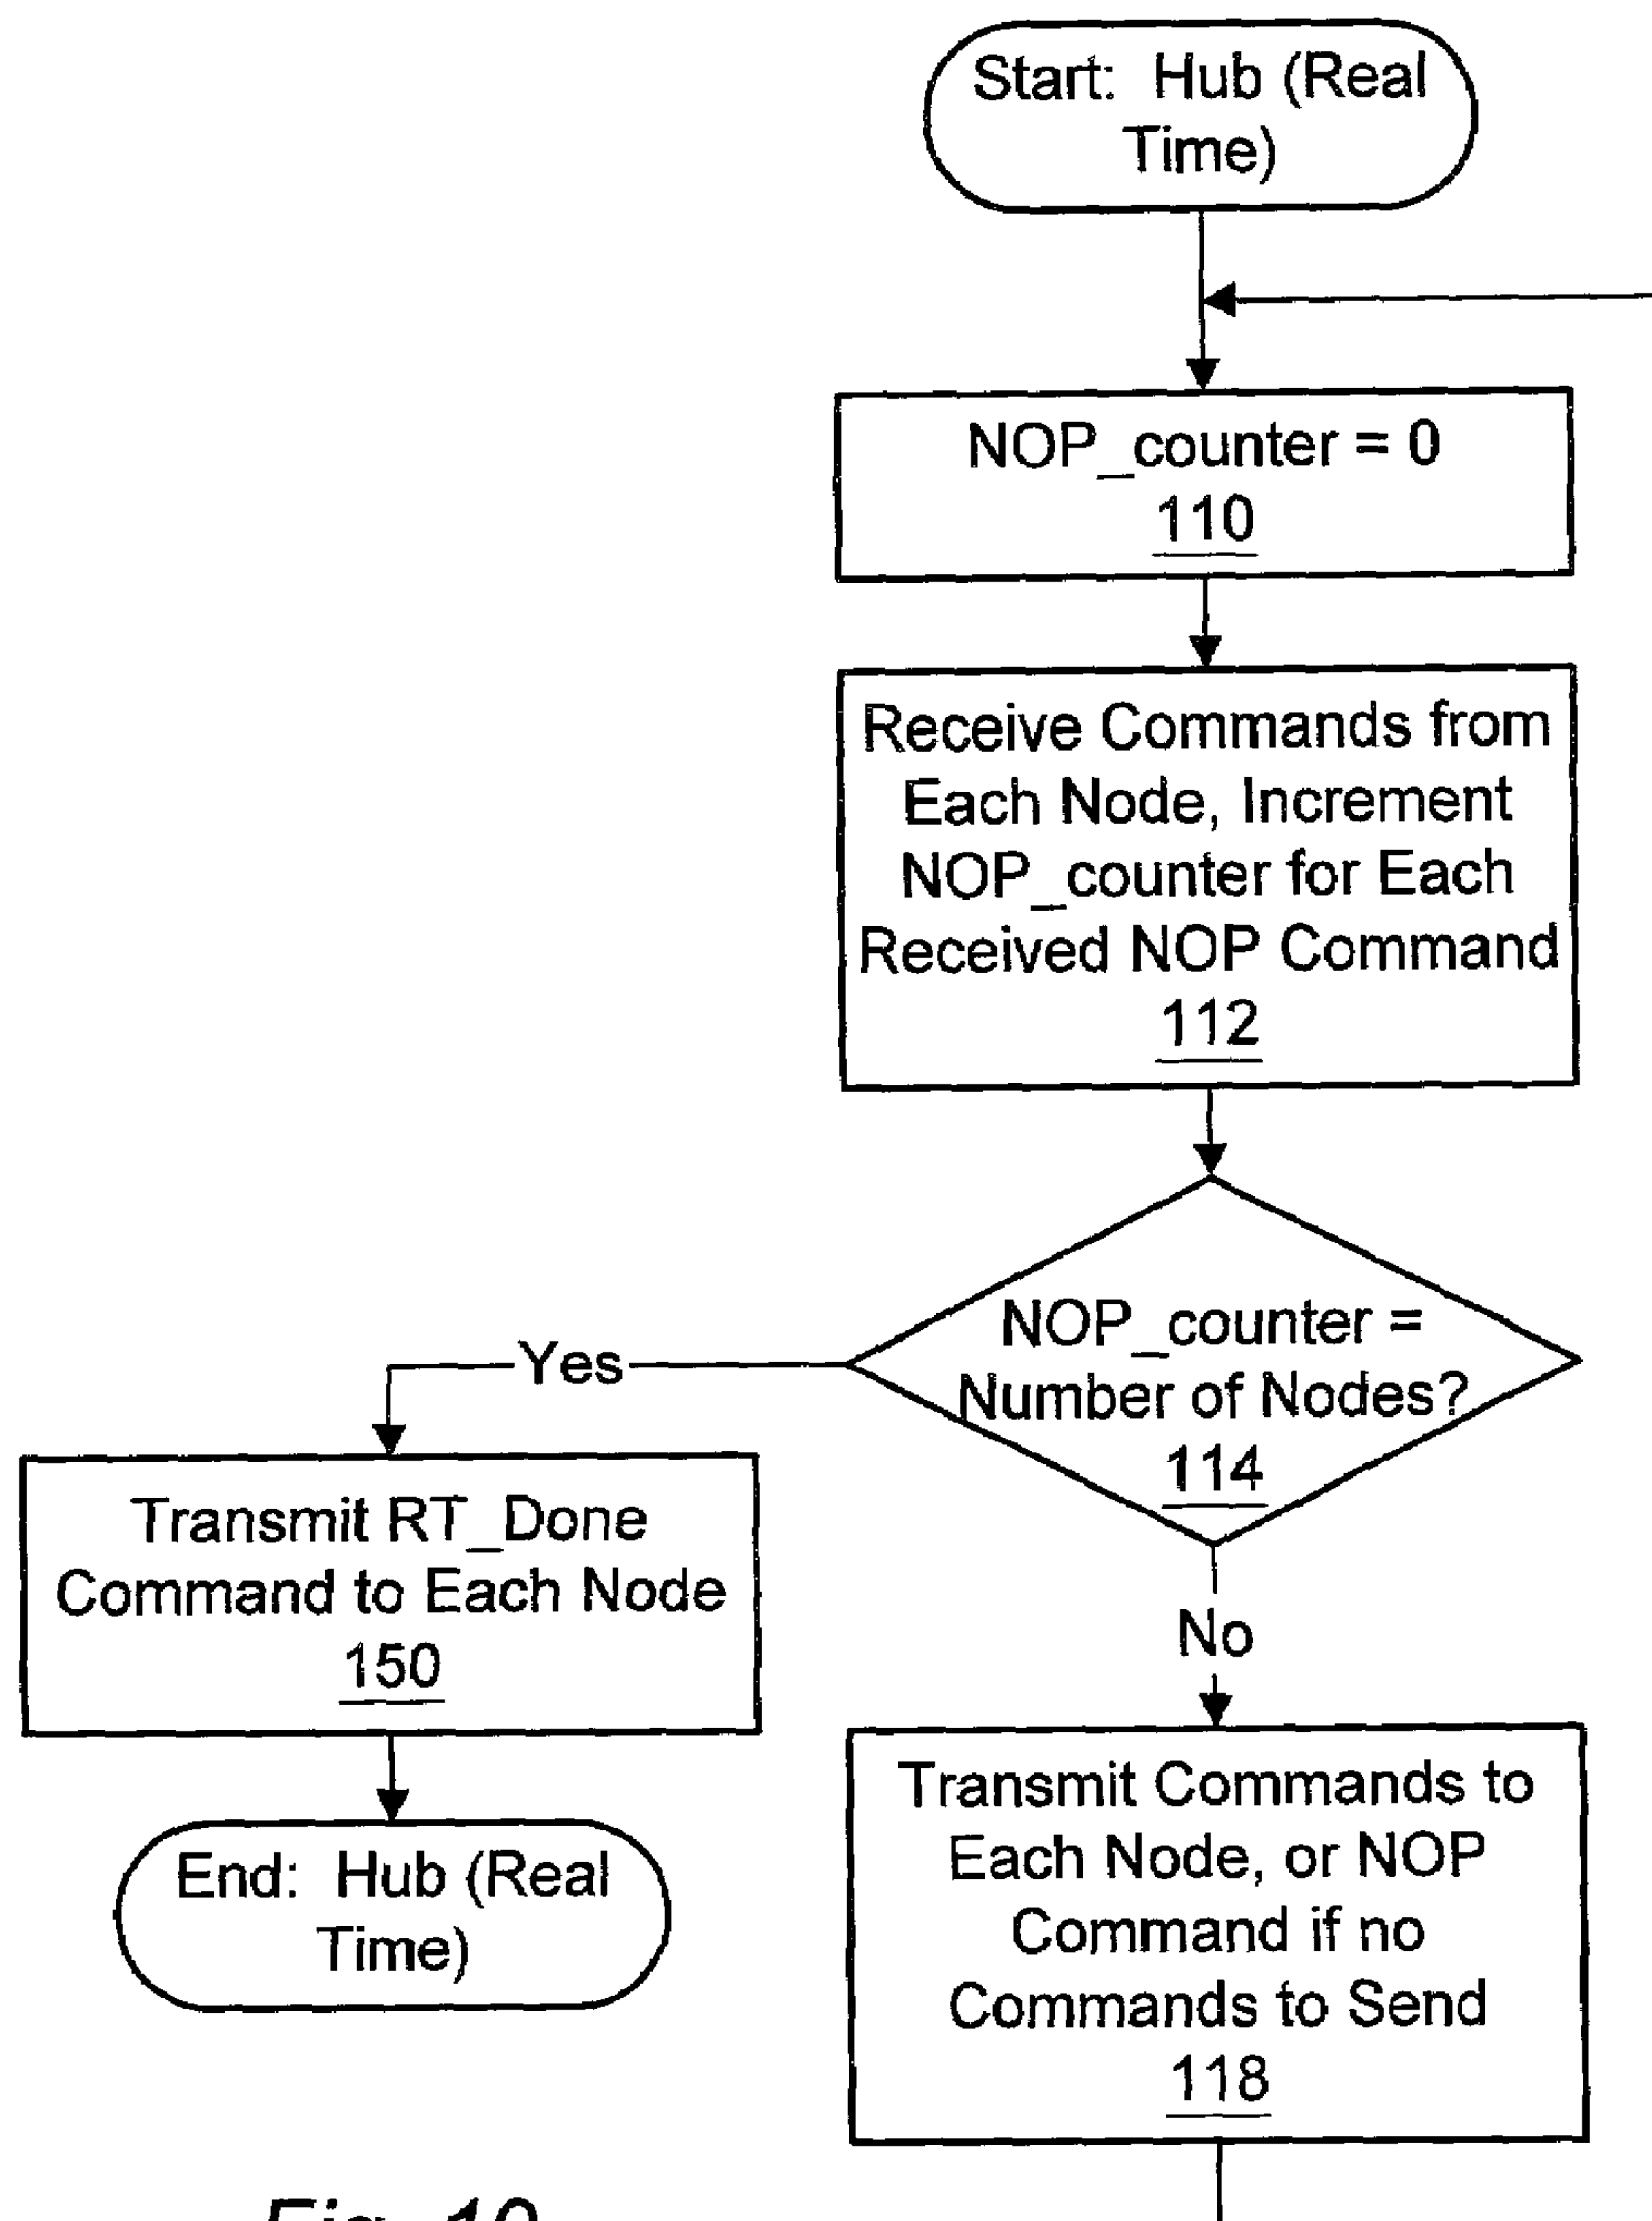 Start: Hub (Real
Time)
NOP_counter = 0
110
Receive Commands from
Each Node, Increment
NOP_counter for Each
Received NOP Command
112
NOP_counter =
Number of Nodes?
114
Yes
No
Transmit RT_Done
Command to Each Node
150
End: Hub (Real
Time)
Transmit Commands to
Each Node, or NOP
Command if no
Commands to Send
118
Fig. 10